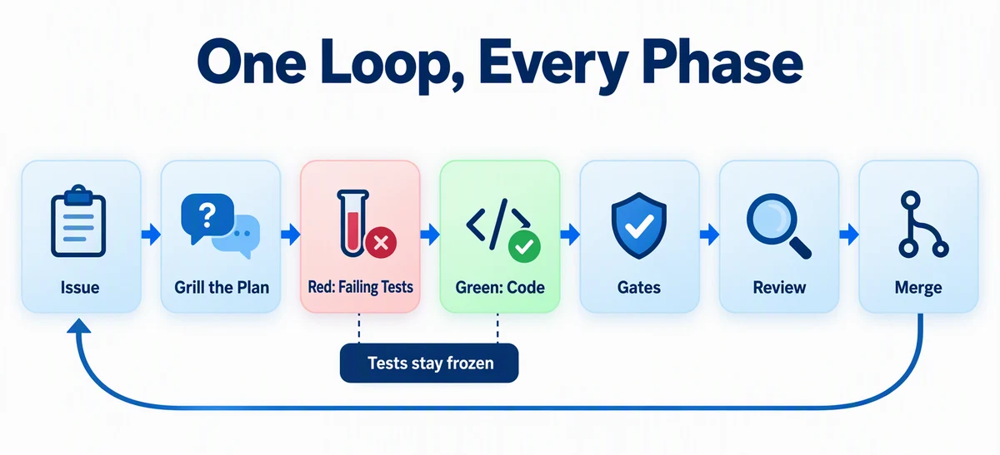 One Loop, Every Phase
Issue
Grill the Plan
Red: Failing Tests
Green: Code
Gates
Review
Merge
Tests stay frozen